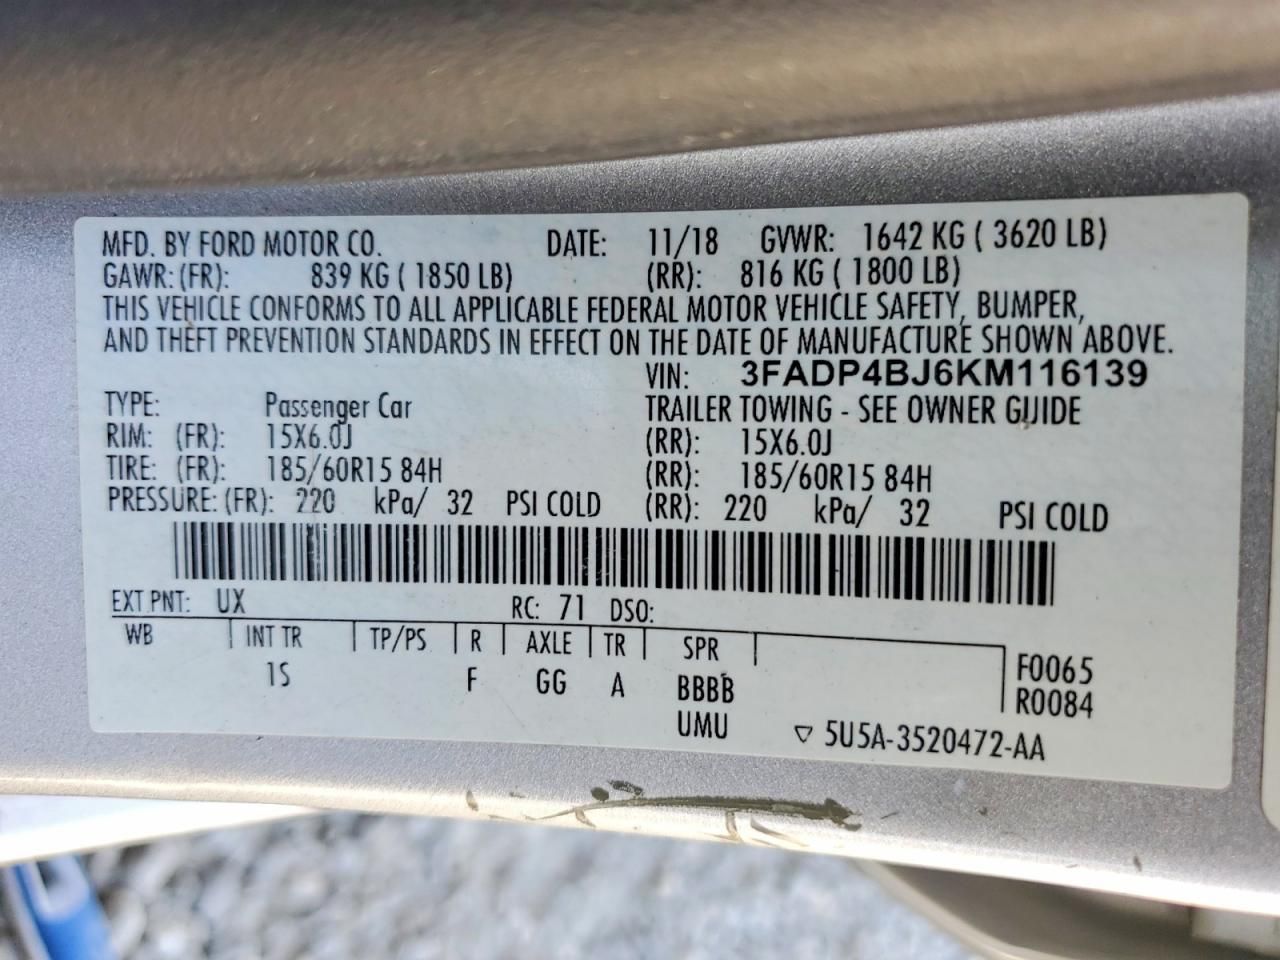 MFD. BY FORD MOTOR CO. DATE: 11/18 GVWR: 1642 KG ( 3620 LB)
GAWR: (FR): 839 KG ( 1850 LB) (RR): 816 KG ( 1800 LB)
THIS VEHICLE CONFORMS TO ALL APPLICABLE FEDERAL MOTOR VEHICLE SAFETY, BUMPER,
AND THEFT PREVENTION STANDARDS IN EFFECT ON THE DATE OF MANUFACTURE SHOWN ABOVE.
VIN: 3FADP4BJ6KM116139
TYPE: Passenger Car TRAILER TOWING - SEE OWNER GUIDE
RIM: (FR): 15X6.0J (RR): 15X6.0J
TIRE: (FR): 185/60R15 84H (RR): 185/60R15 84H
PRESSURE: (FR): 220 kPa/ 32 PSI COLD (RR): 220 kPa/ 32 PSI COLD
EXT PNT: UX RC: 71 DSO:
WB INT TR TP/PS R AXLE TR SPR
1S F GG A BBBB
UMU
F0065
R0084
▽ 5U5A-3520472-AA